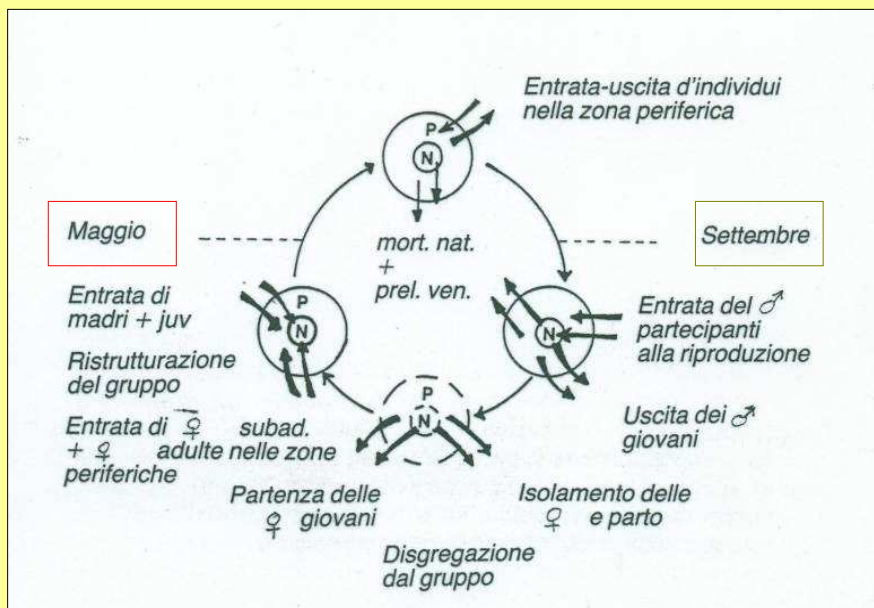 Entrata-uscita d'individui
nella zona periferica
P
N
Maggio
mort. nat.
+
prel. ven.
Settembre
P
N
N
Entrata di
madri + juv
Entrata del ♂
partecipanti
alla riproduzione
Ristrutturazione
del gruppo
P
N
Entrata di ♀ subad.
+ ♀ adulte nelle zone
periferiche
Uscita dei ♂
giovani
Partenza delle
♀ giovani
Isolamento delle
♀ e parto
Disgregazione
dal gruppo